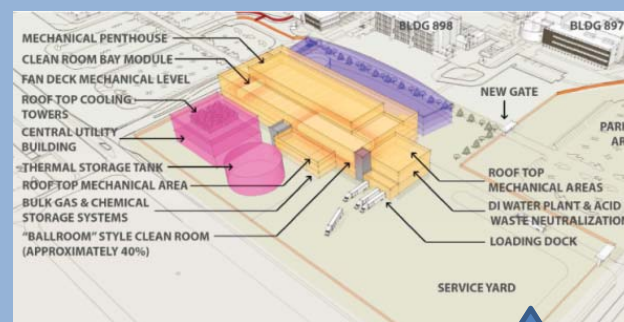 BLDG 898
BLDG 897
MECHANICAL PENTHOUSE
CLEAN ROOM BAY MODULE
FAN DECK MECHANICAL LEVEL
ROOF TOP COOLING
TOWERS
CENTRAL UTILITY
BUILDING
THERMAL STORAGE TANK
ROOF TOP MECHANICAL AREA
BULK GAS & CHEMICAL
STORAGE SYSTEMS
“BALLROOM” STYLE CLEAN ROOM
(APPROXIMATELY 40%)
NEW GATE
PAR
AR
ROOF TOP
MECHANICAL AREAS
DI WATER PLANT & ACID
WASTE NEUTRALIZATION
LOADING DOCK
SERVICE YARD